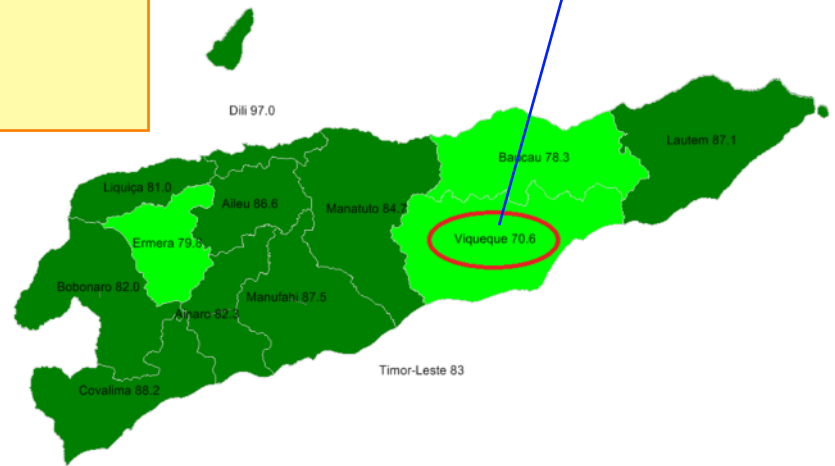 Dili 97.0
Lautem 87.1
Baucau 78.3
Liquiça 81.0
Aileu 86.6
Manatuto 84.7
Ermera 79.8
Viqueque 70.6
Bobonaro 82.0
Manufahi 87.5
Ainaro 82.3
Timor-Leste 83
Covalima 88.2